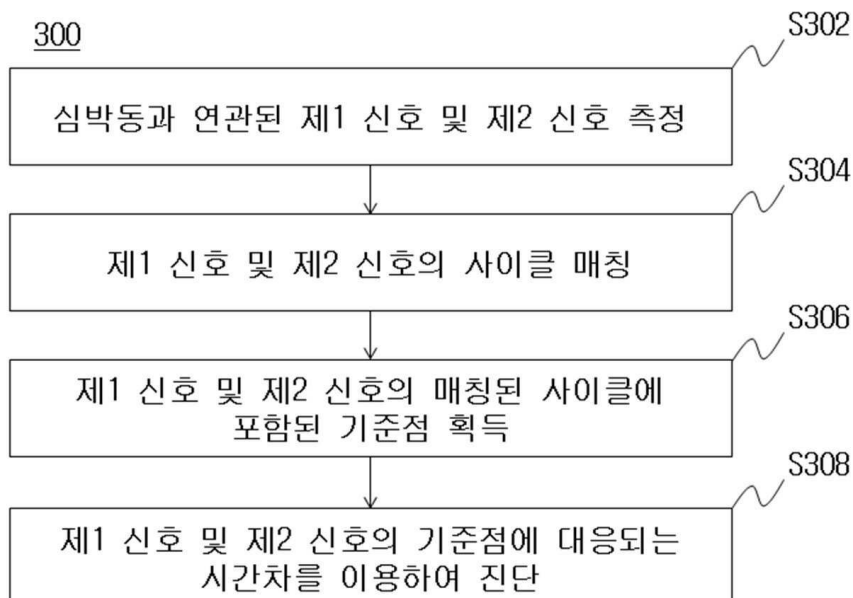 300
S302
심박동과 연관된 제1 신호 및 제2 신호 측정
S304
제1 신호 및 제2 신호의 사이클 매칭
S306
제1 신호 및 제2 신호의 매칭된 사이클에
포함된 기준점 획득
S308
제1 신호 및 제2 신호의 기준점에 대응되는
시간차를 이용하여 진단